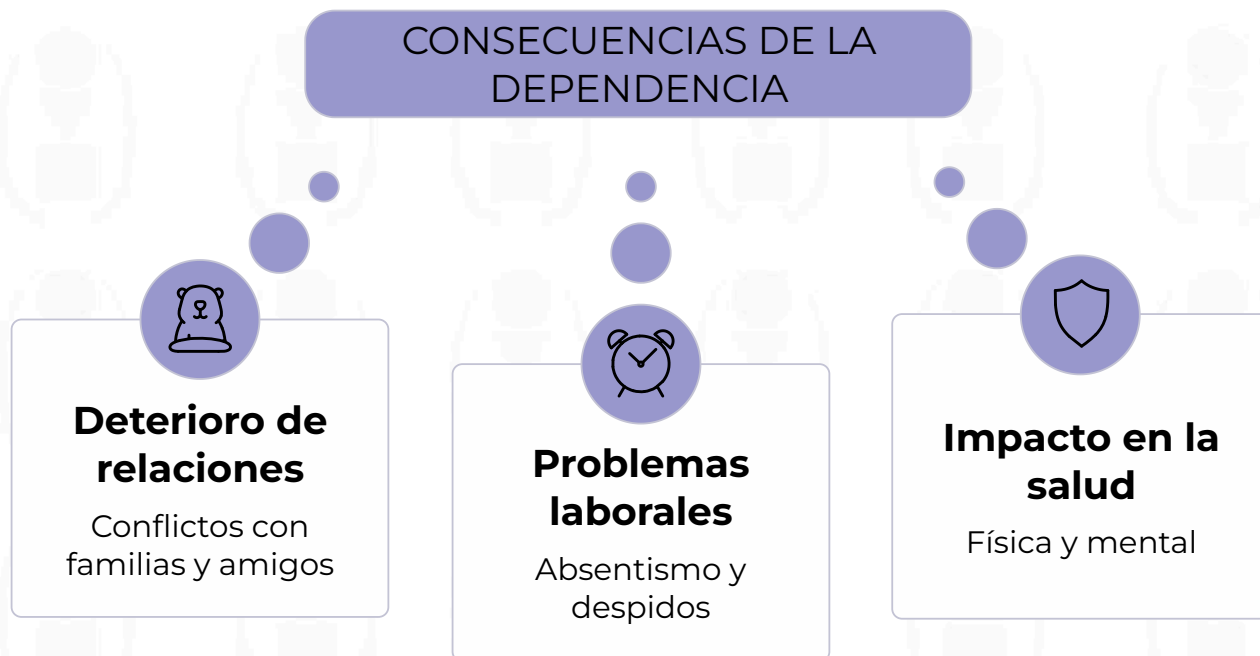 CONSECUENCIAS DE LA
DEPENDENCIA
Deterioro de
relaciones
Conflictos con
familias y amigos
Problemas
laborales
Absentismo y
despidos
Impacto en la
salud
Física y mental